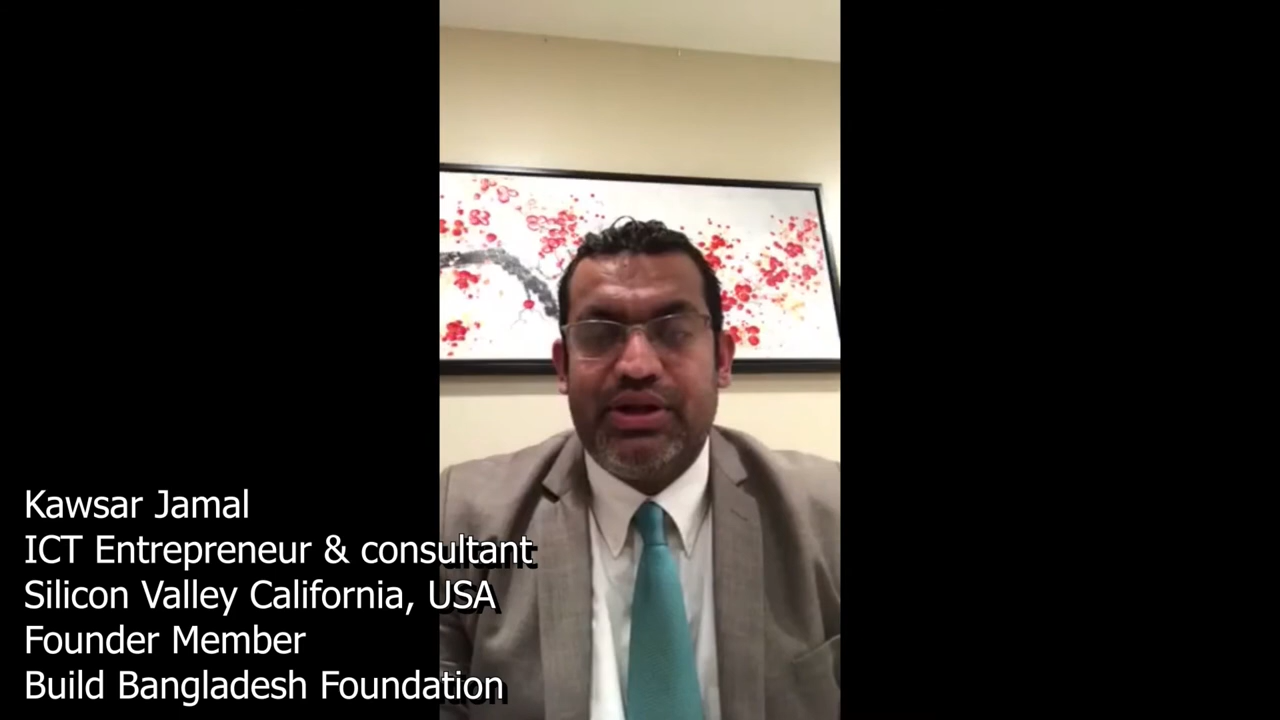 Kawsar Jamal
ICT Entrepreneur & consultant
Silicon Valley California, USA
Founder Member
Build Bangladesh Foundation